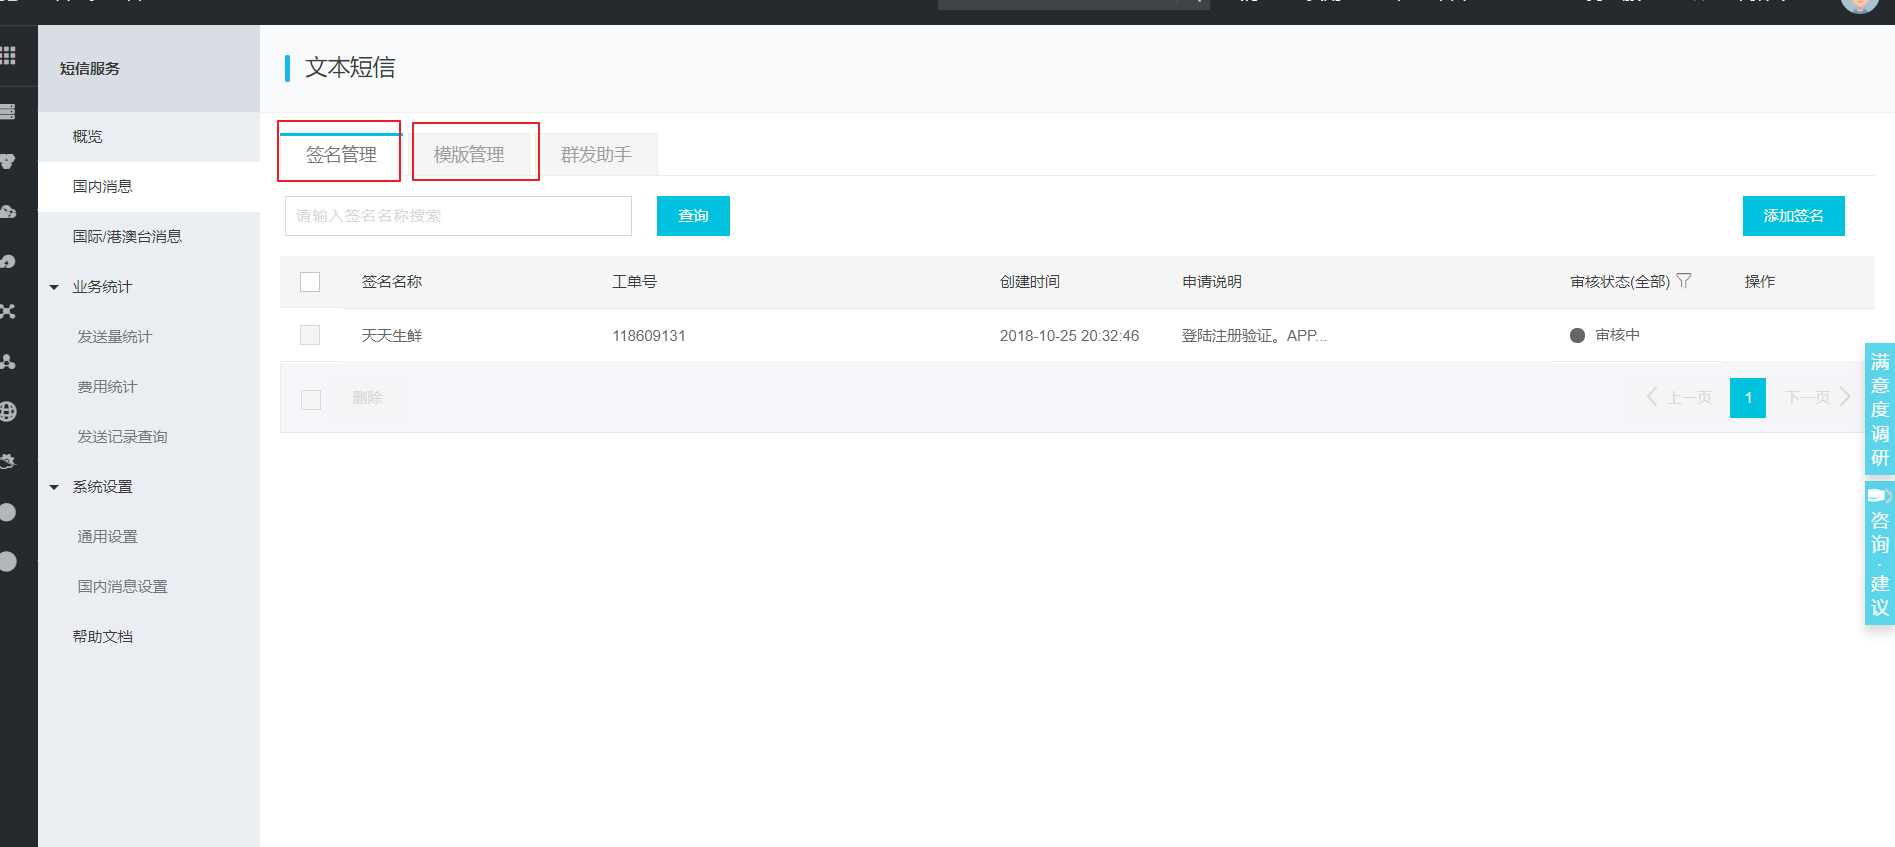 短信服务
概览
国内消息
国际/港澳台消息
业务统计
发送量统计
费用统计
发送记录查询
系统设置
通用设置
国内消息设置
帮助文档
文本短信
签名管理 模版管理 群发助手
请输入签名名称搜索 查询 添加签名
签名名称 工单号 创建时间 申请说明 审核状态(全部) 操作
天天生鲜 118609131 2018-10-25 20:32:46 登陆注册验证。APP... 审核中
删除 上一页 1 下一页
满意度调研
咨询·建议